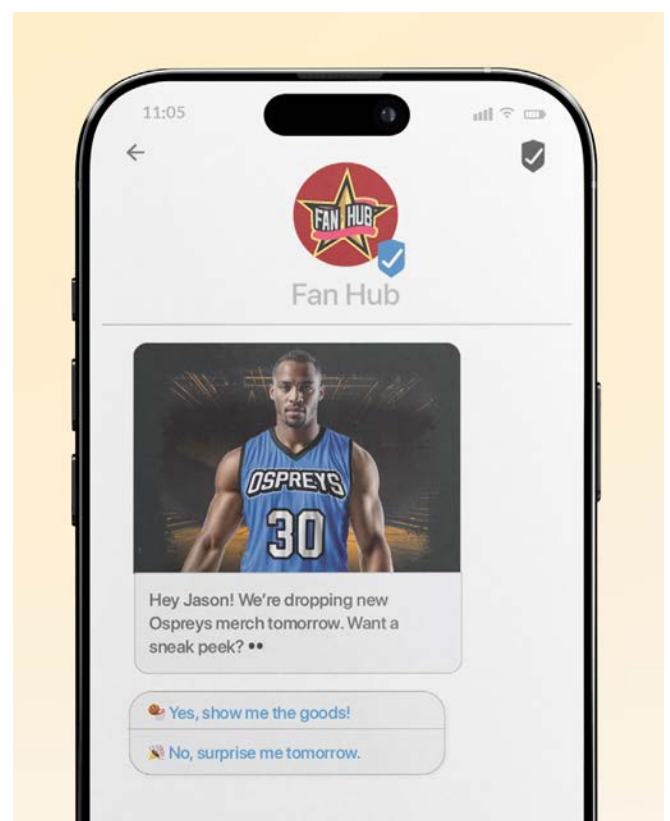 11:05
FAN HUB
Fan Hub
OSPREYS
30
Hey Jason! We're dropping new
Ospreys merch tomorrow. Want a
sneak peek? 👀
Yes, show me the goods!
🎉 No, surprise me tomorrow.